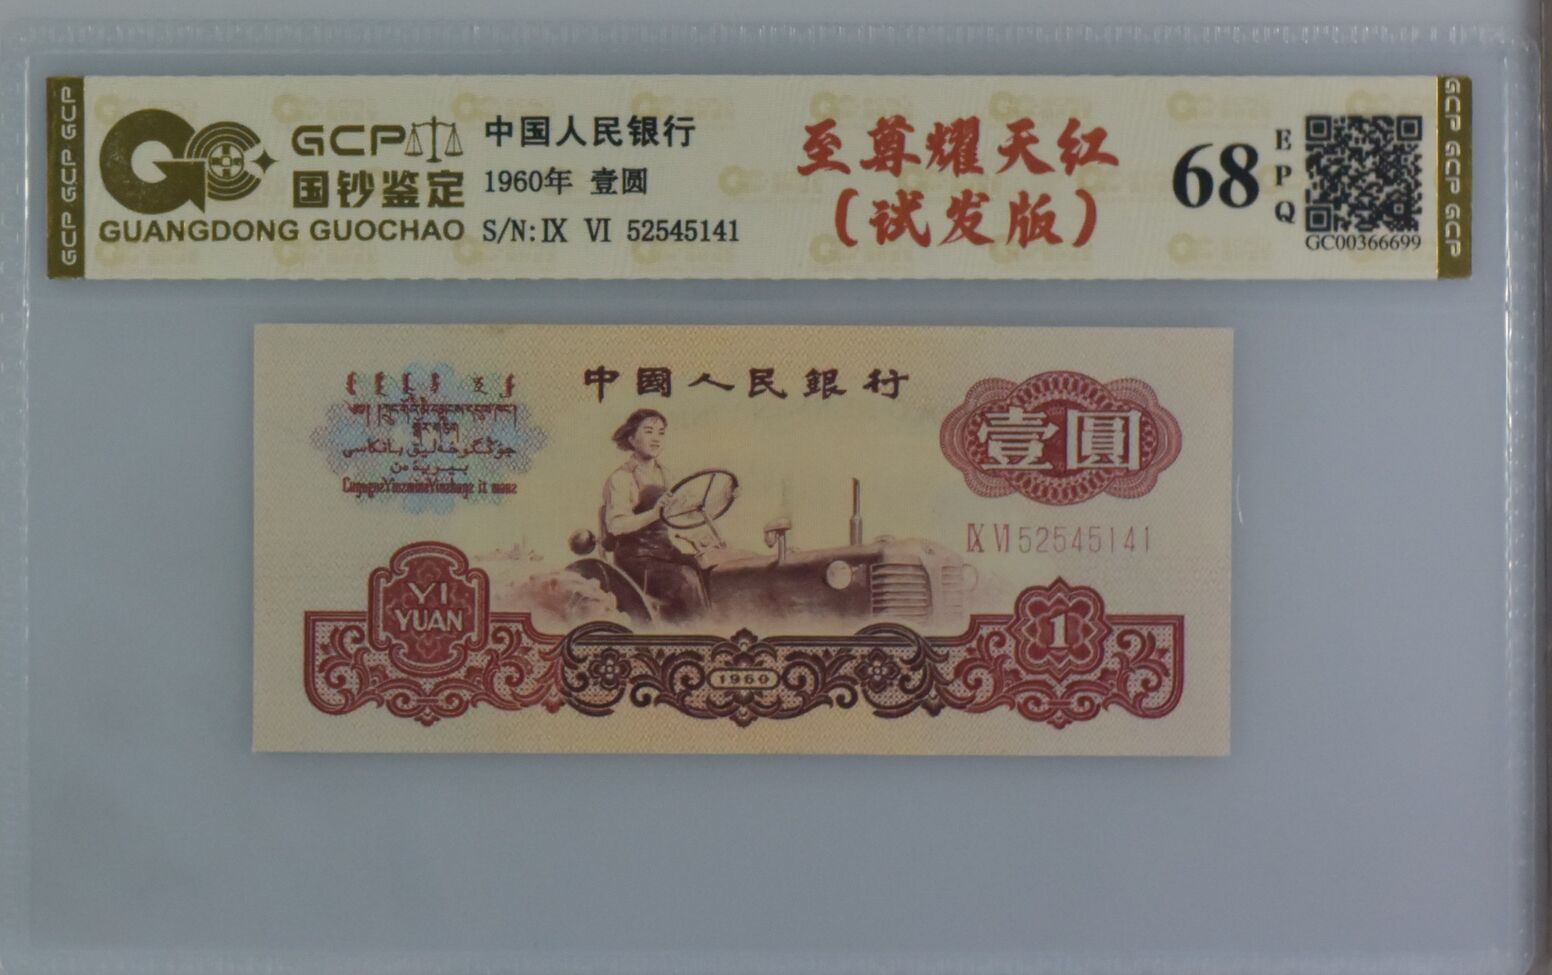 GCP GCP GCP
GCP
国钞鉴定
GUANGDONG GUOCHAO
中国人民银行
1960年 壹圆
S/N: IX VI 52545141
至尊耀天红
(试发版)
68
EPQ
GC00366699
GCP GCP GCP
中國人民銀行
壹圓
IX VI 52545141
YI
YUAN
1960
1